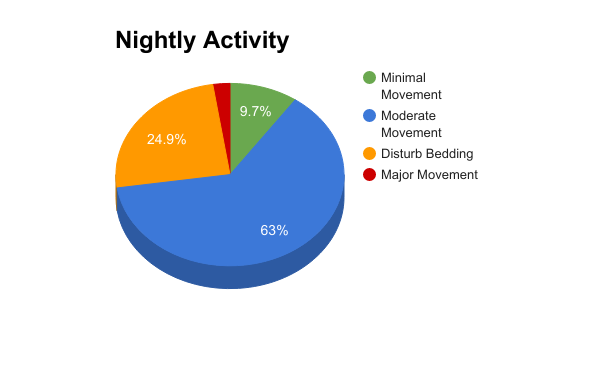 Nightly Activity
Minimal
Movement
Moderate
Movement
Disturb Bedding
Major Movement
9.7%
24.9%
63%